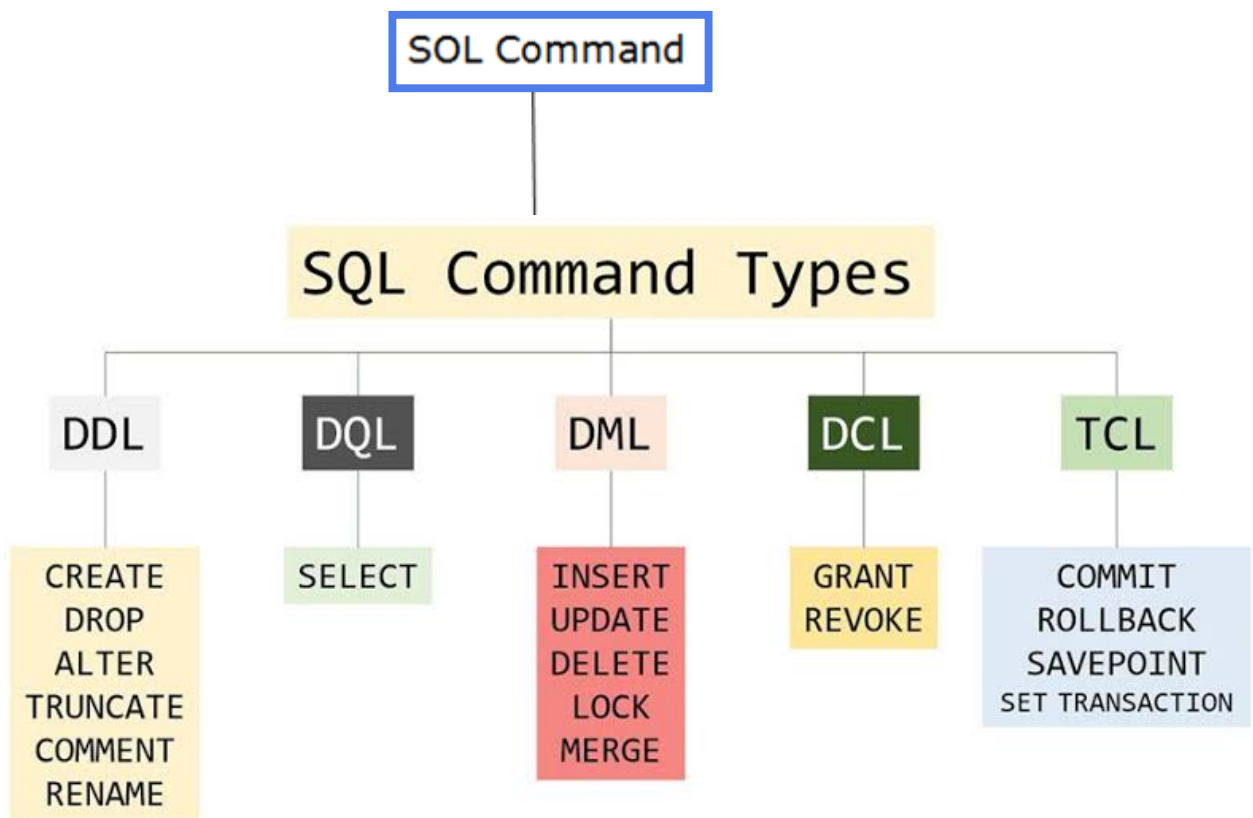 SOL Command
SQL Command Types
DDL
DQL
DML
DCL
TCL
CREATE
DROP
ALTER
TRUNCATE
COMMENT
RENAME
SELECT
INSERT
UPDATE
DELETE
LOCK
MERGE
GRANT
REVOKE
COMMIT
ROLLBACK
SAVEPOINT
SET TRANSACTION